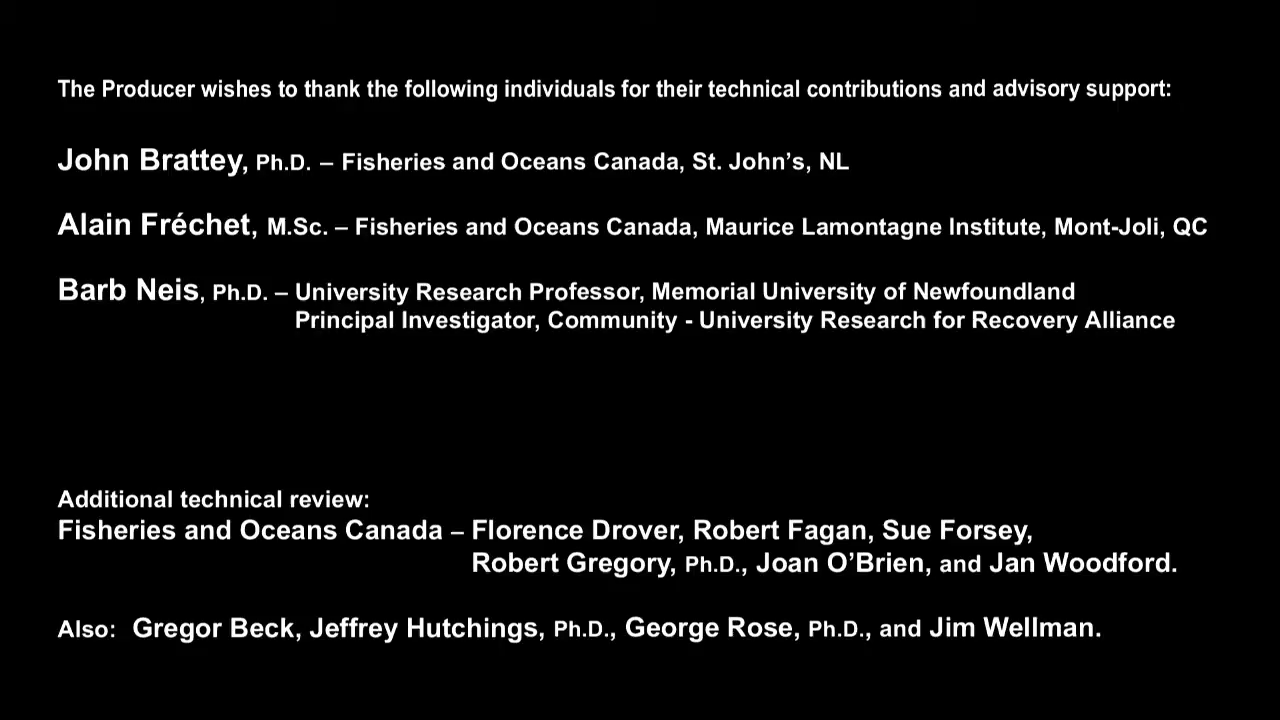 The Producer wishes to thank the following individuals for their technical contributions and advisory support:
John Brattey, Ph.D. – Fisheries and Oceans Canada, St. John’s, NL
Alain Fréchet, M.Sc. – Fisheries and Oceans Canada, Maurice Lamontagne Institute, Mont-Joli, QC
Barb Neis, Ph.D. – University Research Professor, Memorial University of Newfoundland
Principal Investigator, Community - University Research for Recovery Alliance
Additional technical review:
Fisheries and Oceans Canada – Florence Drover, Robert Fagan, Sue Forsey,
Robert Gregory, Ph.D., Joan O’Brien, and Jan Woodford.
Also: Gregor Beck, Jeffrey Hutchings, Ph.D., George Rose, Ph.D., and Jim Wellman.